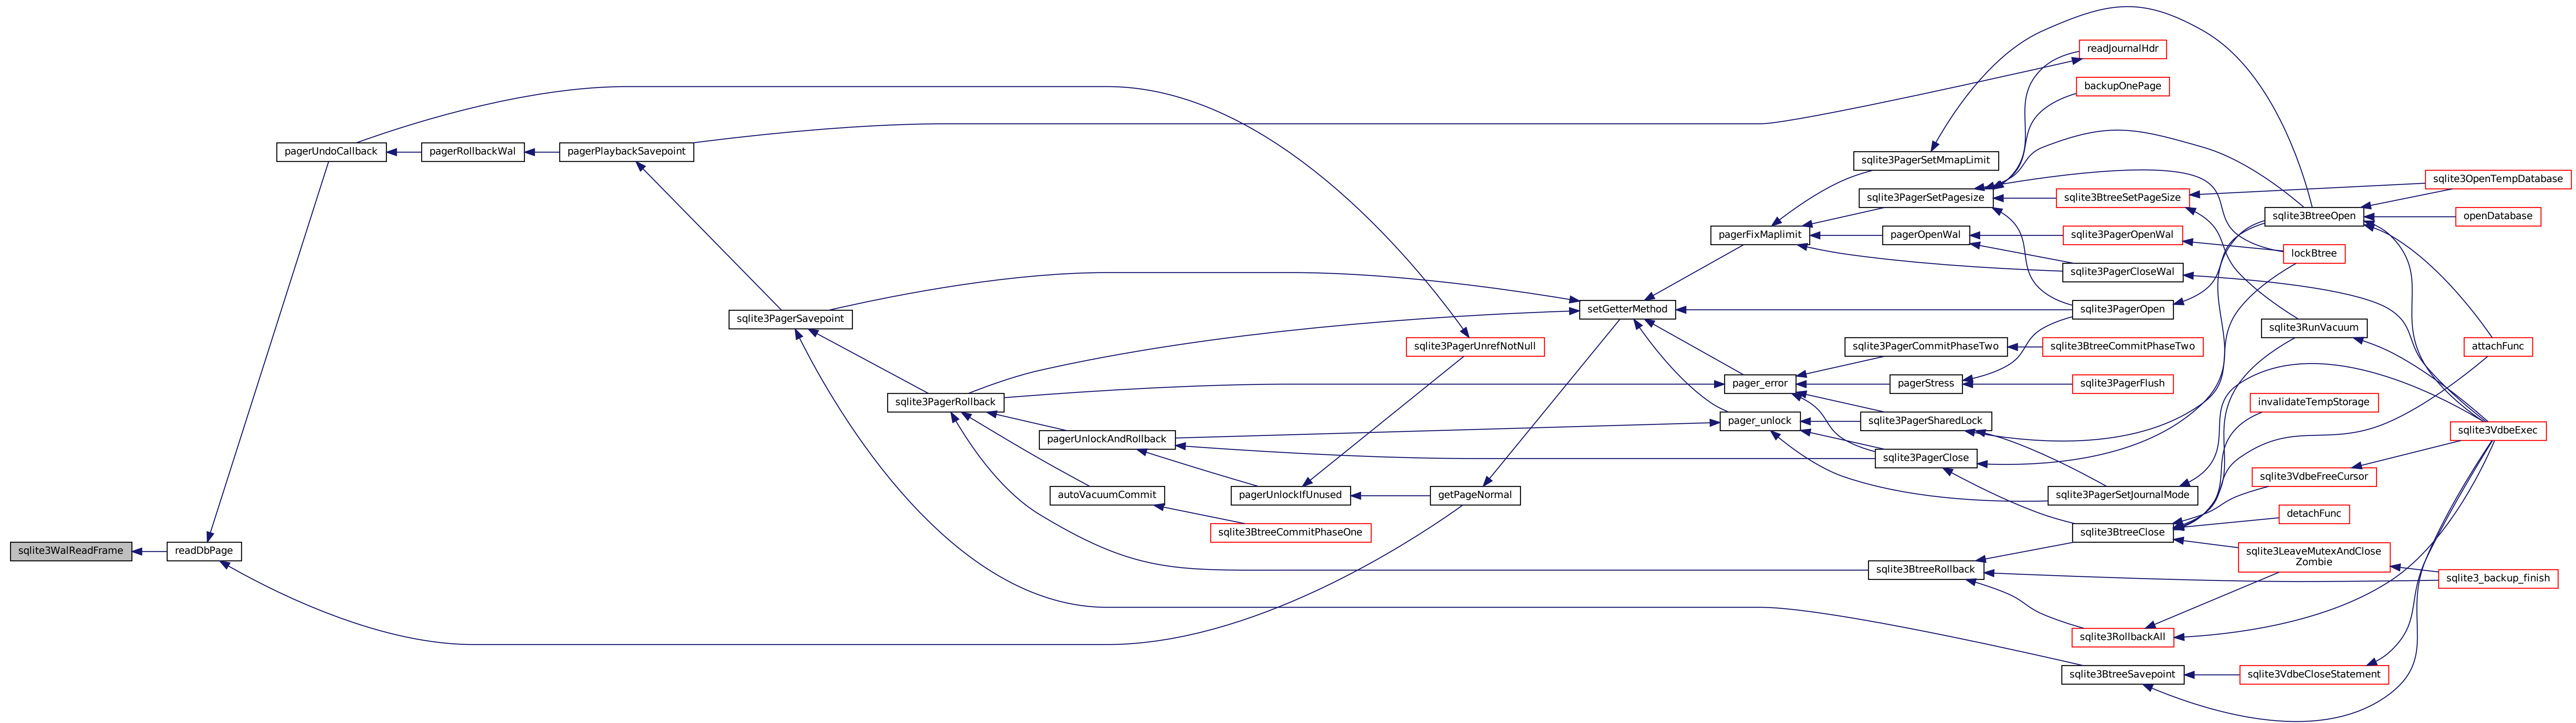 sqlite3WalReadFrame
readDbPage
pagerUndoCallback
pagerRollbackWal
pagerPlaybackSavepoint
sqlite3PagerSavepoint
sqlite3PagerRollback
pagerUnlockAndRollback
autoVacuumCommit
sqlite3BtreeCommitPhaseOne
pagerUnlockIfUnused
sqlite3PagerUnrefNotNull
getPageNormal
setGetterMethod
pagerFixMaplimit
pager_error
pager_unlock
sqlite3PagerSetMmapLimit
sqlite3PagerSetPagesize
pagerOpenWal
sqlite3PagerCommitPhaseTwo
pagerStress
sqlite3PagerSharedLock
sqlite3PagerClose
sqlite3BtreeRollback
readJournalHdr
backupOnePage
sqlite3BtreeSetPageSize
sqlite3PagerOpenWal
sqlite3PagerCloseWal
sqlite3PagerOpen
sqlite3BtreeCommitPhaseTwo
sqlite3PagerFlush
sqlite3PagerSetJournalMode
sqlite3BtreeClose
sqlite3RollbackAll
sqlite3BtreeSavepoint
sqlite3BtreeOpen
lockBtree
sqlite3RunVacuum
invalidateTempStorage
sqlite3VdbeFreeCursor
detachFunc
sqlite3LeaveMutexAndClose
Zombie
sqlite3VdbeCloseStatement
sqlite3OpenTempDatabase
openDatabase
attachFunc
sqlite3VdbeExec
sqlite3_backup_finish